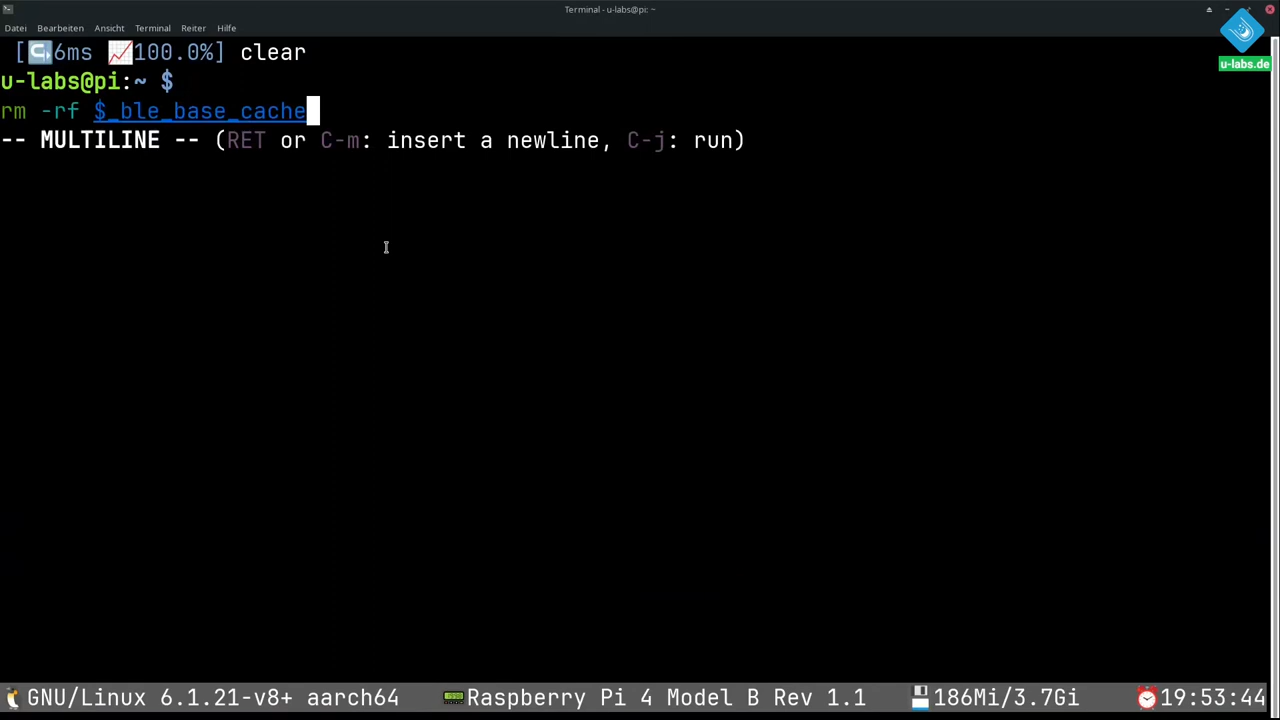 Terminal - u-labs@pi: ~
Datei Bearbeiten Ansicht Terminal Reiter Hilfe
[↪6ms 📈100.0%] clear
u-labs@pi:~ $
rm -rf $_ble_base_cache
-- MULTILINE -- (RET or C-m: insert a newline, C-j: run)
u-labs.de
GNU/Linux 6.1.21-v8+ aarch64 📟Raspberry Pi 4 Model B Rev 1.1 💾186Mi/3.7Gi ⏰19:53:44